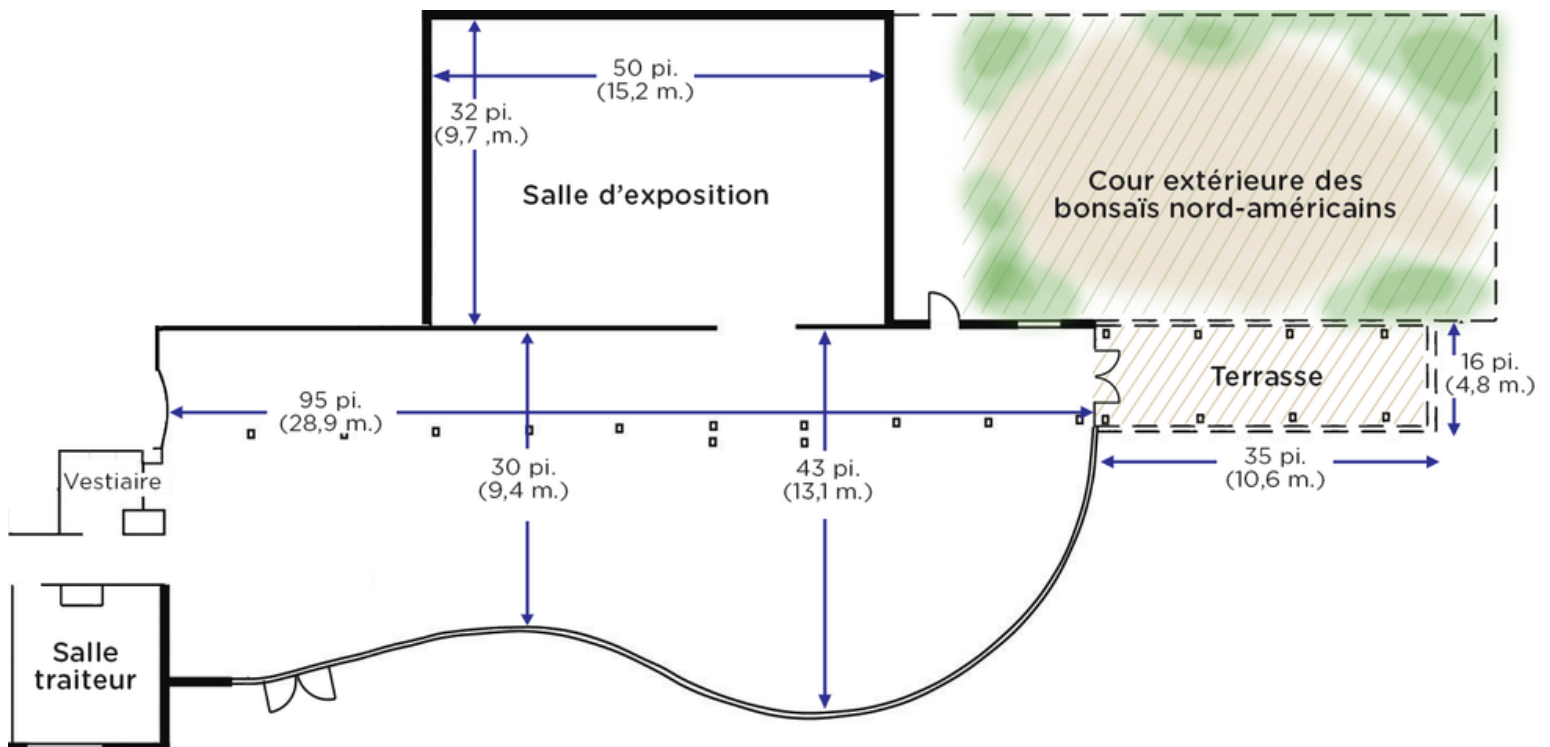 50 pi.
(15,2 m.)
32 pi.
(9,7 ,m.)
Salle d’exposition
Cour extérieure des
bonsaïs nord-américains
Terrasse
16 pi.
(4,8 m.)
95 pi.
(28,9 m.)
30 pi.
(9,4 m.)
43 pi.
(13,1 m.)
35 pi.
(10,6 m.)
Vestiaire
Salle
traiteur